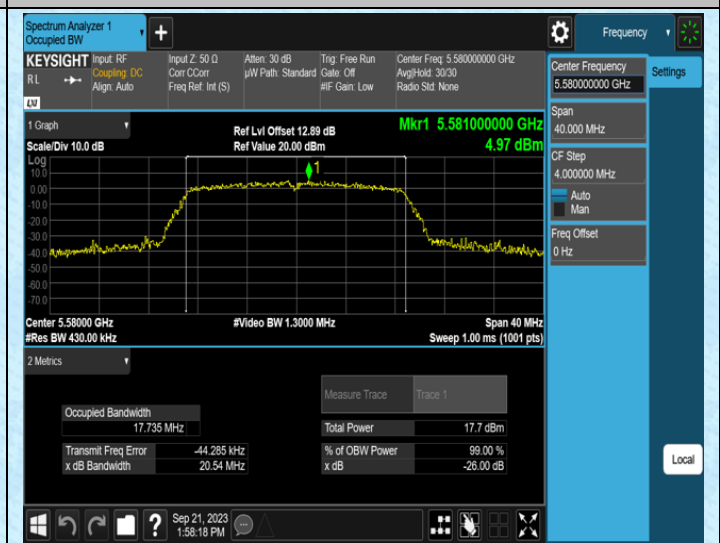 Spectrum Analyzer 1
Occupied BW
+
Frequency
KEYSIGHT
R L
LXI
Input: RF
Coupling: DC
Align: Auto
Input Z: 50 Ω
Corr CCorr
Freq Ref: Int (S)
Atten: 30 dB
µW Path: Standard
Trig: Free Run
Gate: Off
#IF Gain: Low
Center Freq: 5.580000000 GHz
Avg|Hold: 30/30
Radio Std: None
Center Frequency
5.580000000 GHz
Settings
Span
40.000 MHz
CF Step
4.000000 MHz
Auto
Man
Freq Offset
0 Hz
Local
1 Graph
Scale/Div 10.0 dB
Ref Lvl Offset 12.89 dB
Ref Value 20.00 dBm
Mkr1 5.581000000 GHz
4.97 dBm
Log
10.0
0.00
-10.0
-20.0
-30.0
-40.0
-50.0
-60.0
-70.0
1
Center 5.58000 GHz
#Res BW 430.00 kHz
#Video BW 1.3000 MHz
Span 40 MHz
Sweep 1.00 ms (1001 pts)
2 Metrics
Measure Trace Trace 1
Occupied Bandwidth
17.735 MHz
Total Power 17.7 dBm
Transmit Freq Error -44.285 kHz
% of OBW Power 99.00 %
x dB Bandwidth 20.54 MHz
x dB -26.00 dB
?
Sep 21, 2023
1:58:18 PM